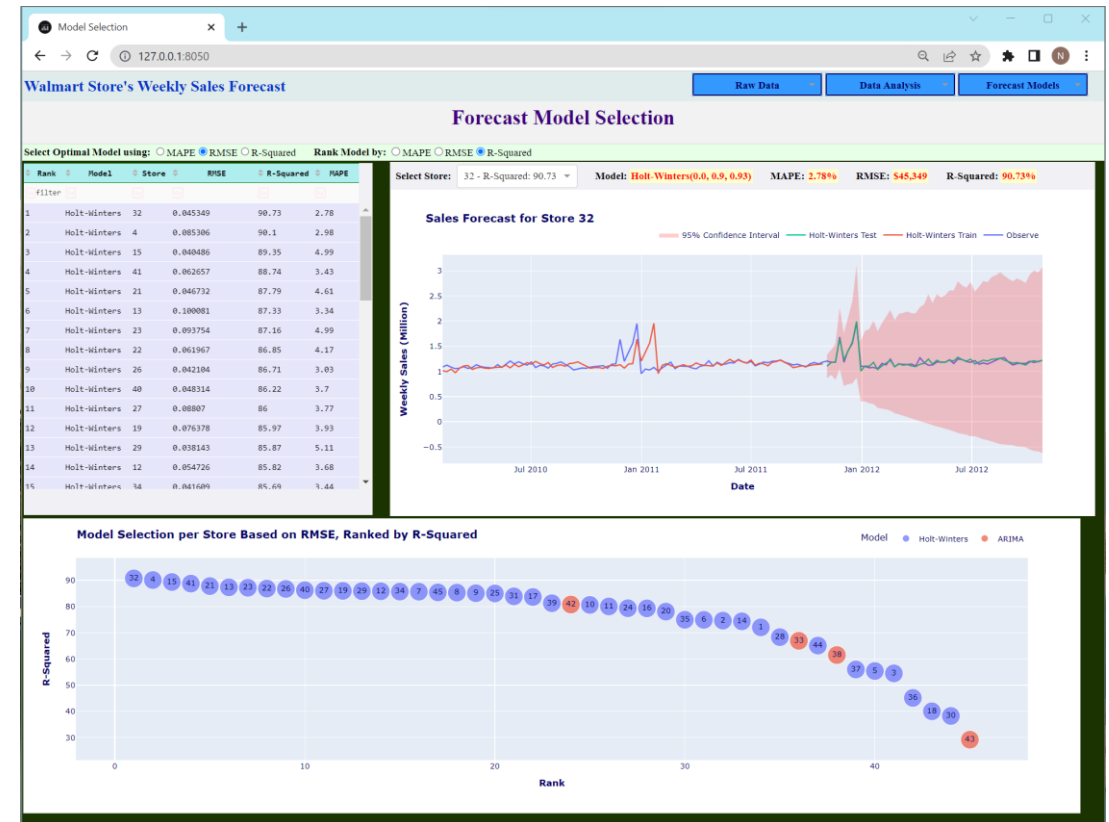 Model Selection
127.0.0.1:8050
N
Walmart Store's Weekly Sales Forecast
Raw Data
Data Analysis
Forecast Models
Forecast Model Selection
Select Optimal Model using: MAPE RMSE R-Squared Rank Model by: MAPE RMSE R-Squared
Rank Model Store RMSE R-Squared MAPE
filter
1 Holt-Winters 32 0.045349 90.73 2.78
2 Holt-Winters 4 0.085306 90.1 2.98
3 Holt-Winters 15 0.040486 89.35 4.99
4 Holt-Winters 41 0.062657 88.74 3.43
5 Holt-Winters 21 0.046732 87.79 4.61
6 Holt-Winters 13 0.100081 87.33 3.34
7 Holt-Winters 23 0.093754 87.16 4.99
8 Holt-Winters 22 0.061967 86.85 4.17
9 Holt-Winters 26 0.042104 86.71 3.03
10 Holt-Winters 40 0.048314 86.22 3.7
11 Holt-Winters 27 0.08807 86 3.77
12 Holt-Winters 19 0.076378 85.97 3.93
13 Holt-Winters 29 0.038143 85.87 5.11
14 Holt-Winters 12 0.054726 85.82 3.68
15 Holt-Winters 34 0.041609 85.69 3.44
Select Store: 32 - R-Squared: 90.73 Model: Holt-Winters(0.0, 0.9, 0.93) MAPE: 2.78% RMSE: $45,349 R-Squared: 90.73%
Sales Forecast for Store 32
95% Confidence Interval Holt-Winters Test Holt-Winters Train Observe
Weekly Sales (Million)
3
2.5
2
1.5
1
0.5
0
−0.5
Jul 2010 Jan 2011 Jul 2011 Jan 2012 Jul 2012
Date
Model Selection per Store Based on RMSE, Ranked by R-Squared
Model Holt-Winters ARIMA
R-Squared
90
80
70
60
50
40
30
32 4 15 41 21 13 23 22 26 40 27 19 29 12 34 7 45 8 9 25 31 17 39 42 10 11 24 16 20 35 6 2 14 1 28 33 44 38 37 5 3 36 18 30 43
0 10 20 30 40
Rank